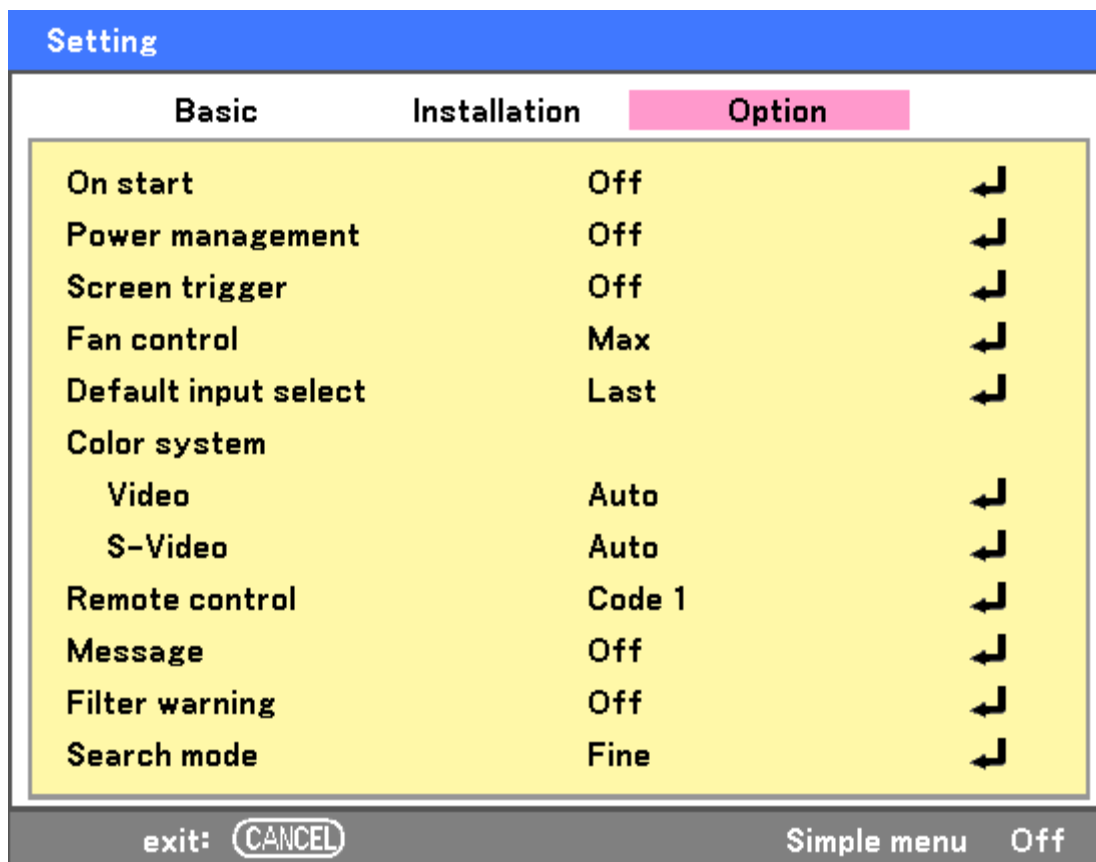 Setting
Basic Installation Option
On start Off
Power management Off
Screen trigger Off
Fan control Max
Default input select Last
Color system
Video Auto
S-Video Auto
Remote control Code 1
Message Off
Filter warning Off
Search mode Fine
exit: CANCEL Simple menu Off